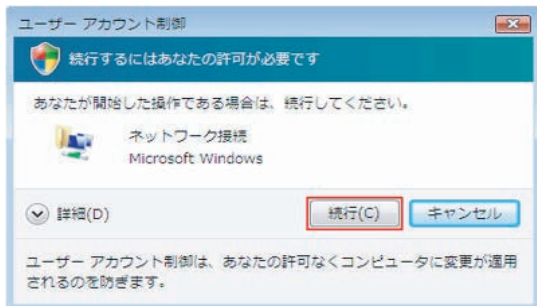 ユーザー アカウント制御
続行するにはあなたの許可が必要です
あなたが開始した操作である場合は、続行してください。
ネットワーク接続
Microsoft Windows
詳細(D)
続行(C)
キャンセル
ユーザー アカウント制御は、あなたの許可なくコンピュータに変更が適用
されるのを防ぎます。